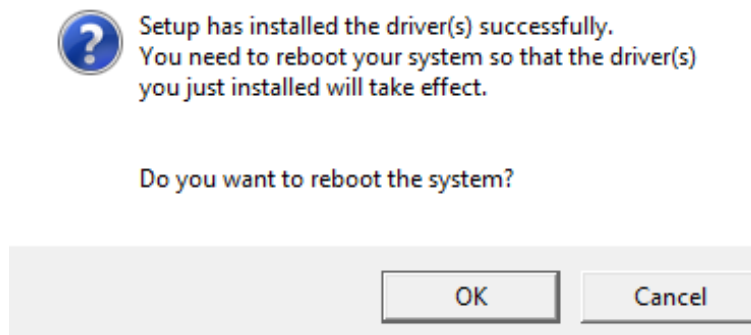 Setup has installed the driver(s) successfully.
You need to reboot your system so that the driver(s)
you just installed will take effect.
Do you want to reboot the system?
OK
Cancel